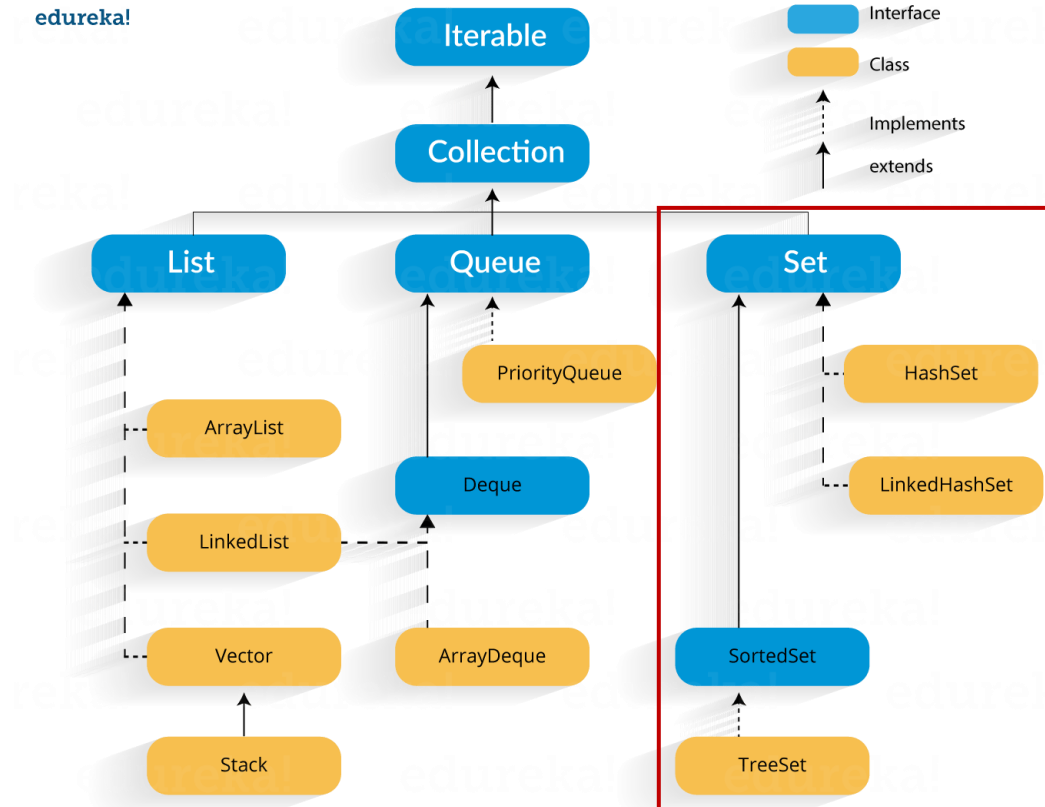 edureka!
Iterable
Interface
Class
Collection
Implements
extends
List
Queue
Set
PriorityQueue
HashSet
ArrayList
Deque
LinkedHashSet
LinkedList
Vector
ArrayDeque
SortedSet
Stack
TreeSet